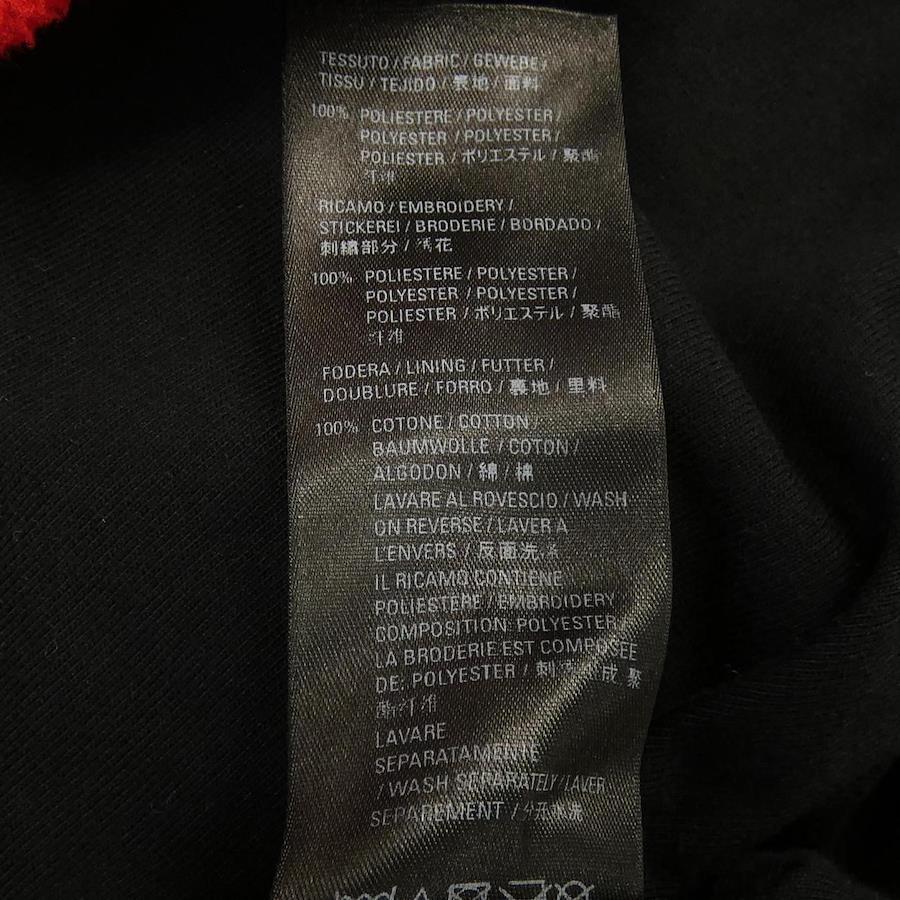 TESSUTO / FABRIC / GEWEBE /
TISSU / TEJIDO / 表地 / 面料
100% POLIESTERE / POLYESTER /
POLYESTER / POLYESTER /
POLIESTER / ポリエステル / 聚酯
纤维
RICAMO / EMBROIDERY /
STICKEREI / BRODERIE / BORDADO /
刺繍部分 / 绣花
100% POLIESTERE / POLYESTER /
POLYESTER / POLYESTER /
POLIESTER / ポリエステル / 聚酯
纤维
FODERA / LINING / FUTTER /
DOUBLURE / FORRO / 裏地 / 里料
100% COTONE / COTTON /
BAUMWOLLE / COTON /
ALGODON / 綿 / 棉
LAVARE AL ROVESCIO / WASH
ON REVERSE / LAVER A
L'ENVERS / 反面洗
IL RICAMO CONTIENE
POLIESTERE / EMBROIDERY
COMPOSITION: POLYESTER
LA BRODERIE EST COMPOSEE
DE: POLYESTER /
酯纤维
LAVARE
SEPARATAMENTE
/ WASH SEPARATELY / LAVER
SEPAREMENT / 分开水洗